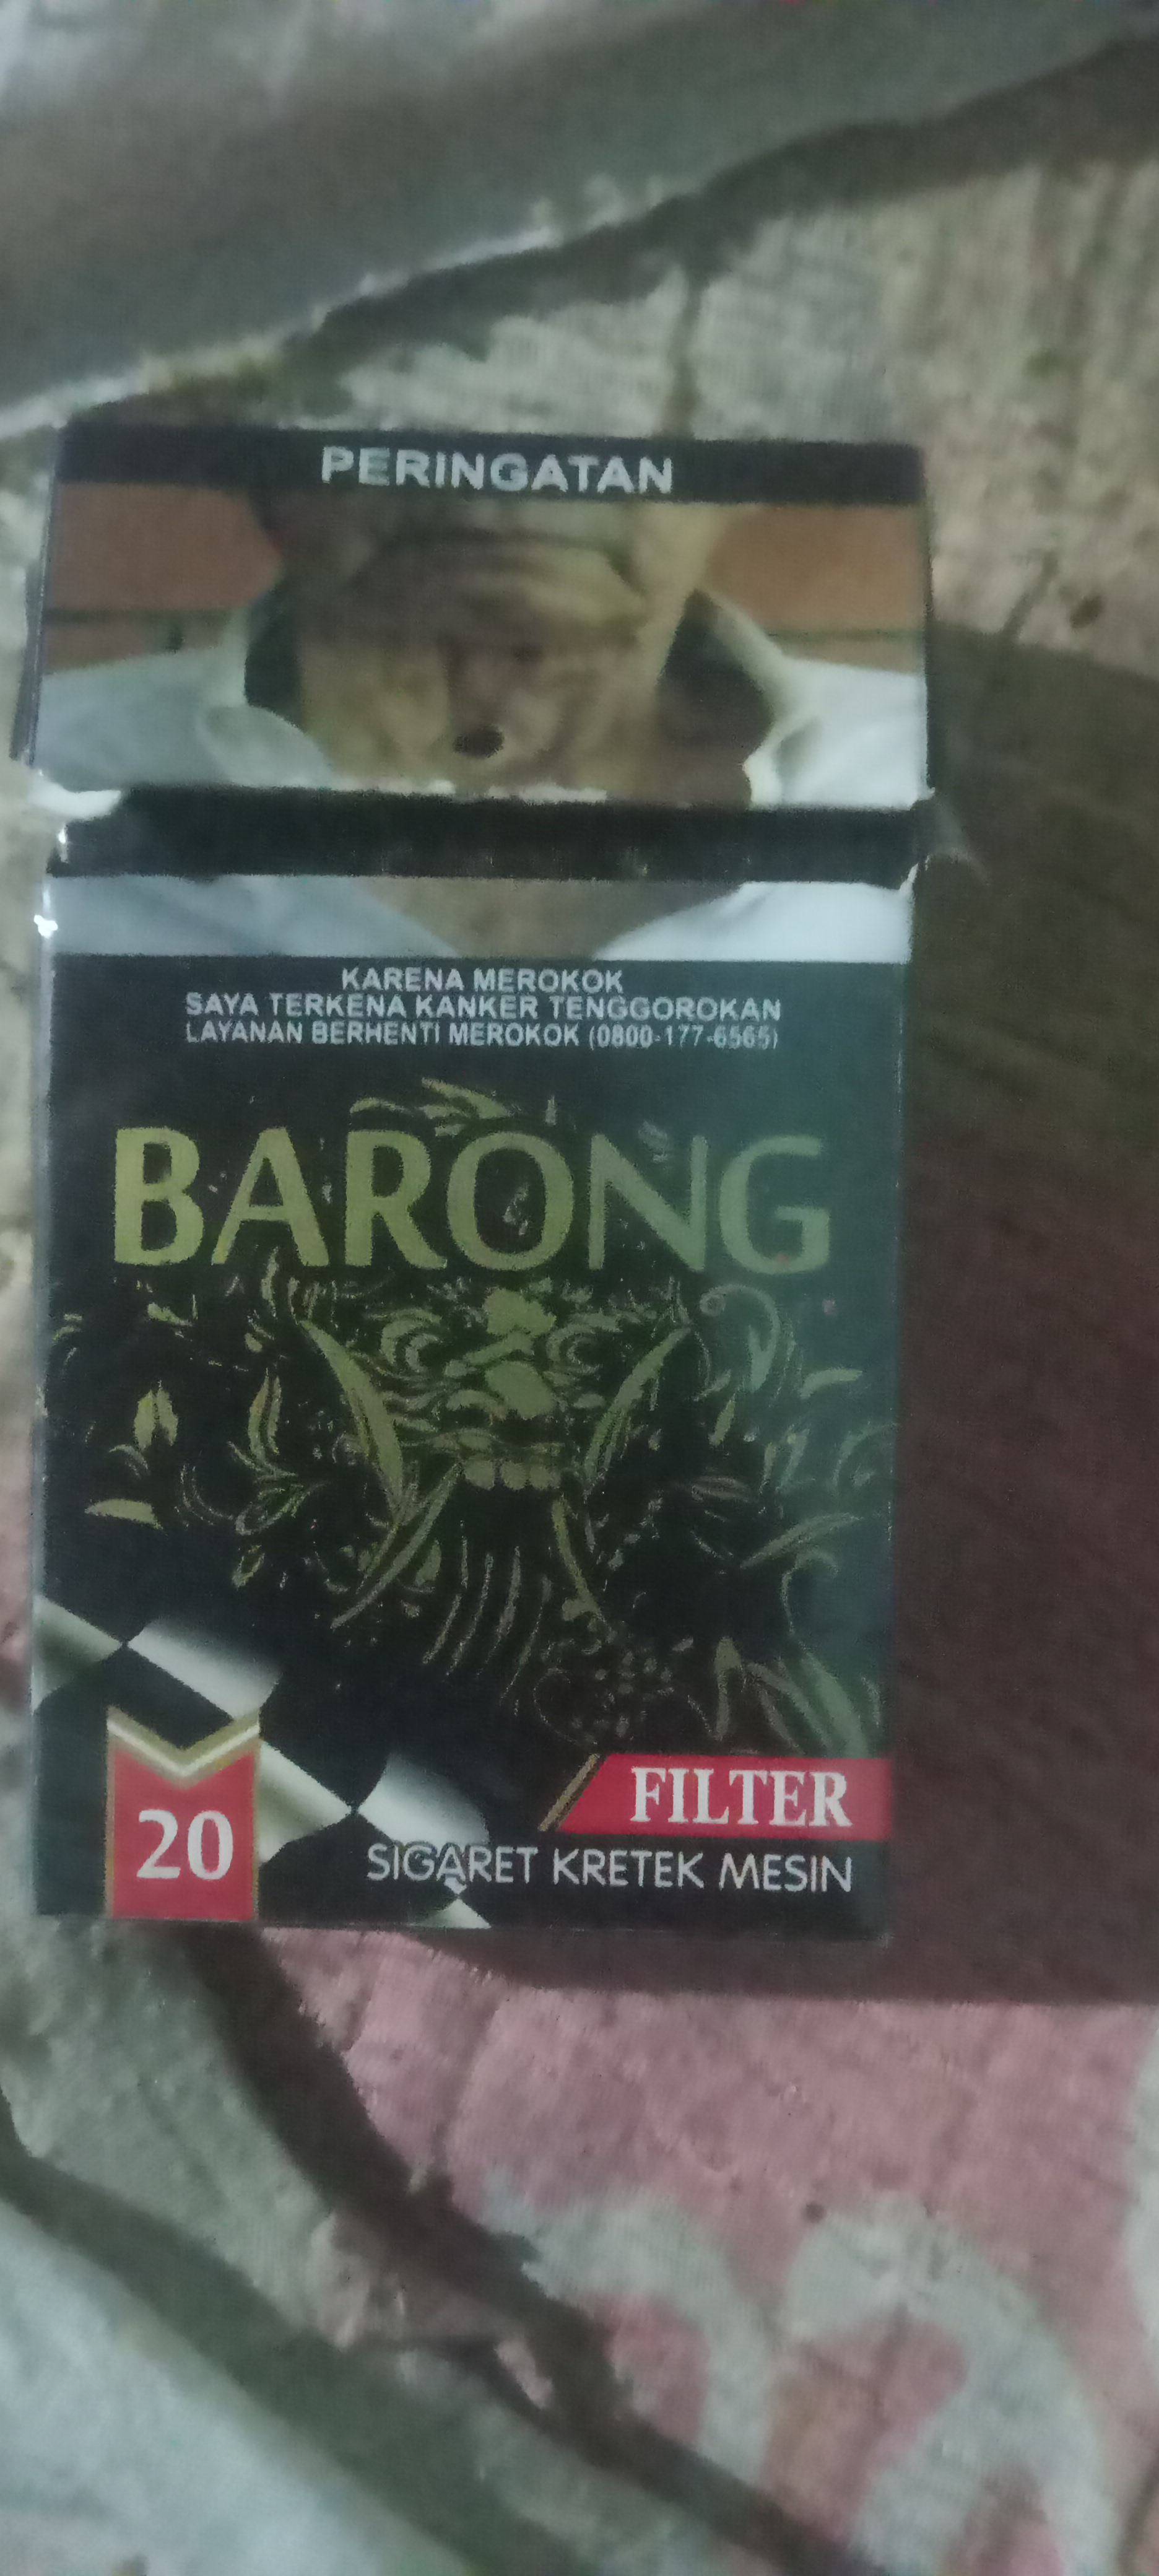 PERINGATAN
KARENA MEROKOK
SAYA TERKENA KANKER TENGGOROKAN
LAYANAN BERHENTI MEROKOK (0800-177-6565)
BARONG
FILTER
20
SIGARET KRETEK MESIN